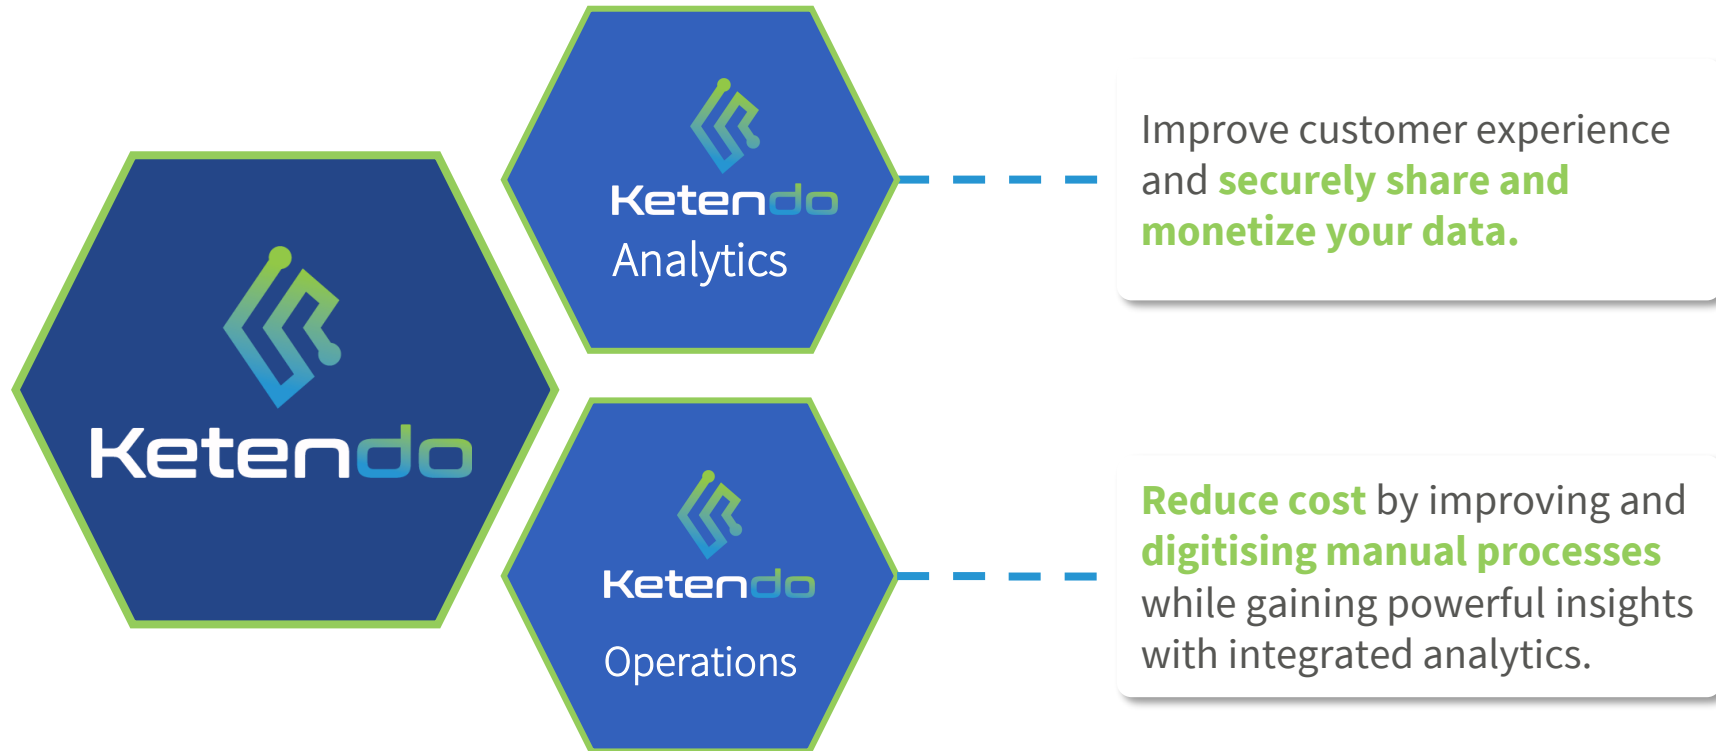 Ketendo
Ketendo
Analytics
Improve customer experience
and securely share and
monetize your data.
Ketendo
Operations
Reduce cost by improving and
digitising manual processes
while gaining powerful insights
with integrated analytics.